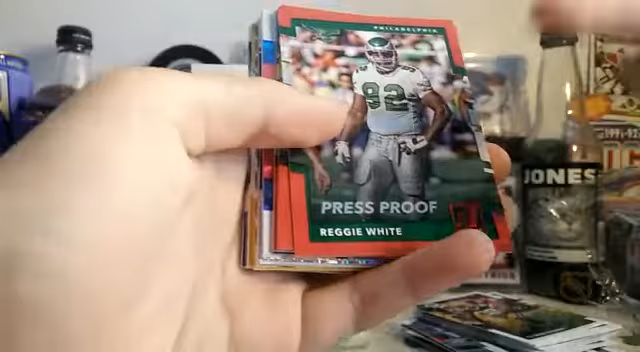 PHILADELPHIA
92
PRESS PROOF
REGGIE WHITE
JONES